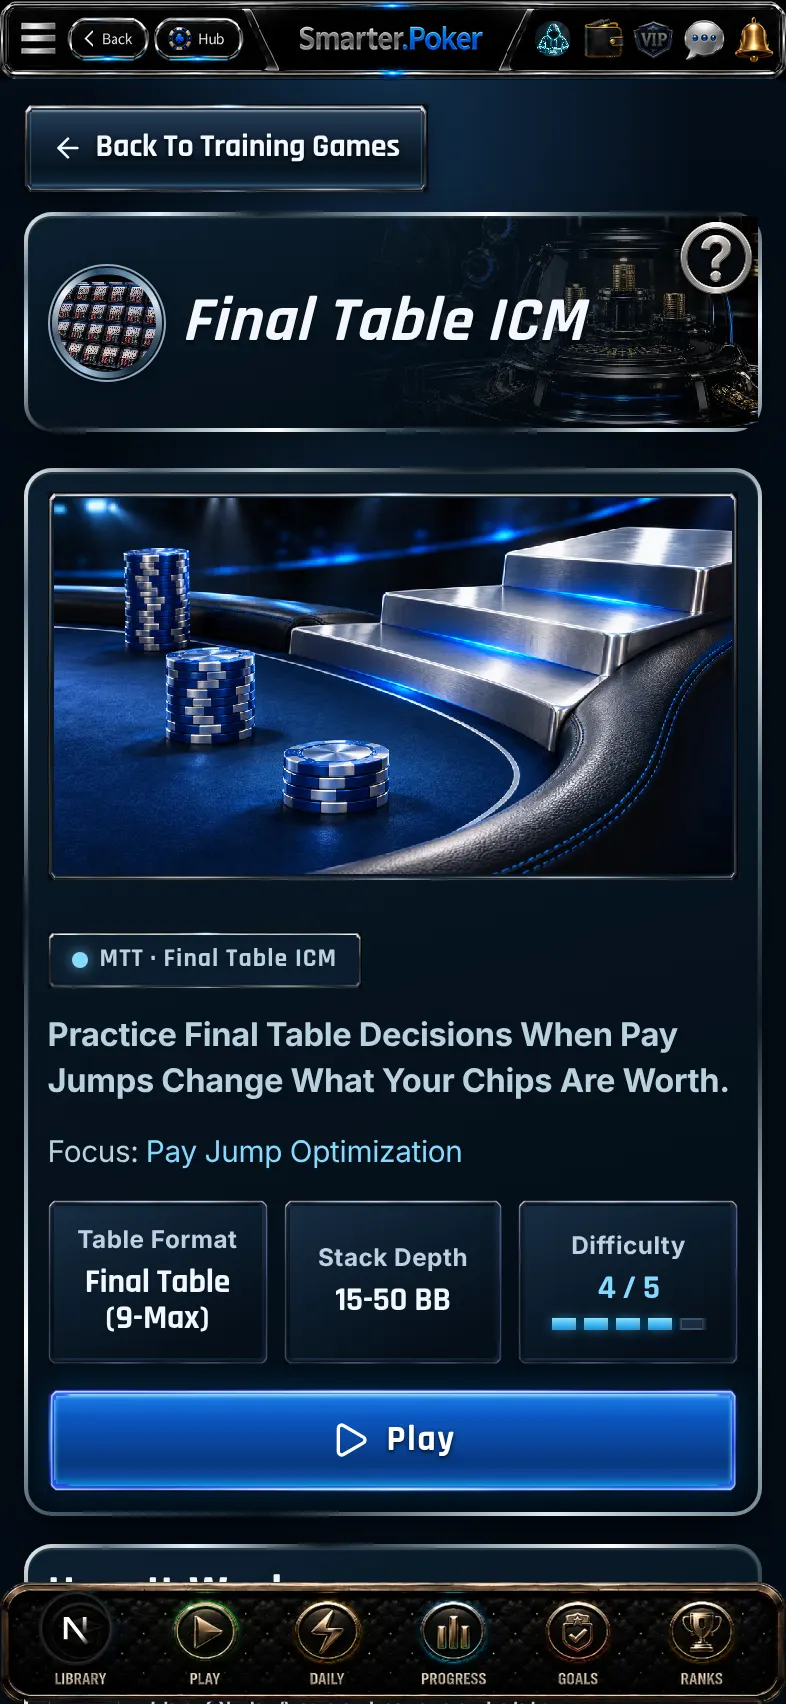 Back
Hub
Smarter.Poker
VIP
Back To Training Games
?
Final Table ICM
MTT · Final Table ICM
Practice Final Table Decisions When Pay
Jumps Change What Your Chips Are Worth.
Focus: Pay Jump Optimization
Table Format
Final Table
(9-Max)
Stack Depth
15-50 BB
Difficulty
4 / 5
Play
N
LIBRARY
PLAY
DAILY
PROGRESS
GOALS
RANKS